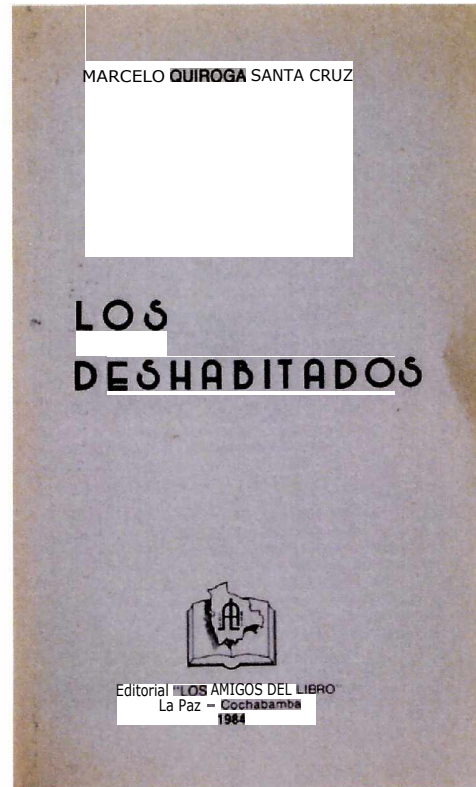 MARCELO QUIROGA SANTA CRUZ
LOS
DESHABITADOS
Editorial "LOS AMIGOS DEL LIBRO"
La Paz – Cochabamba
1984